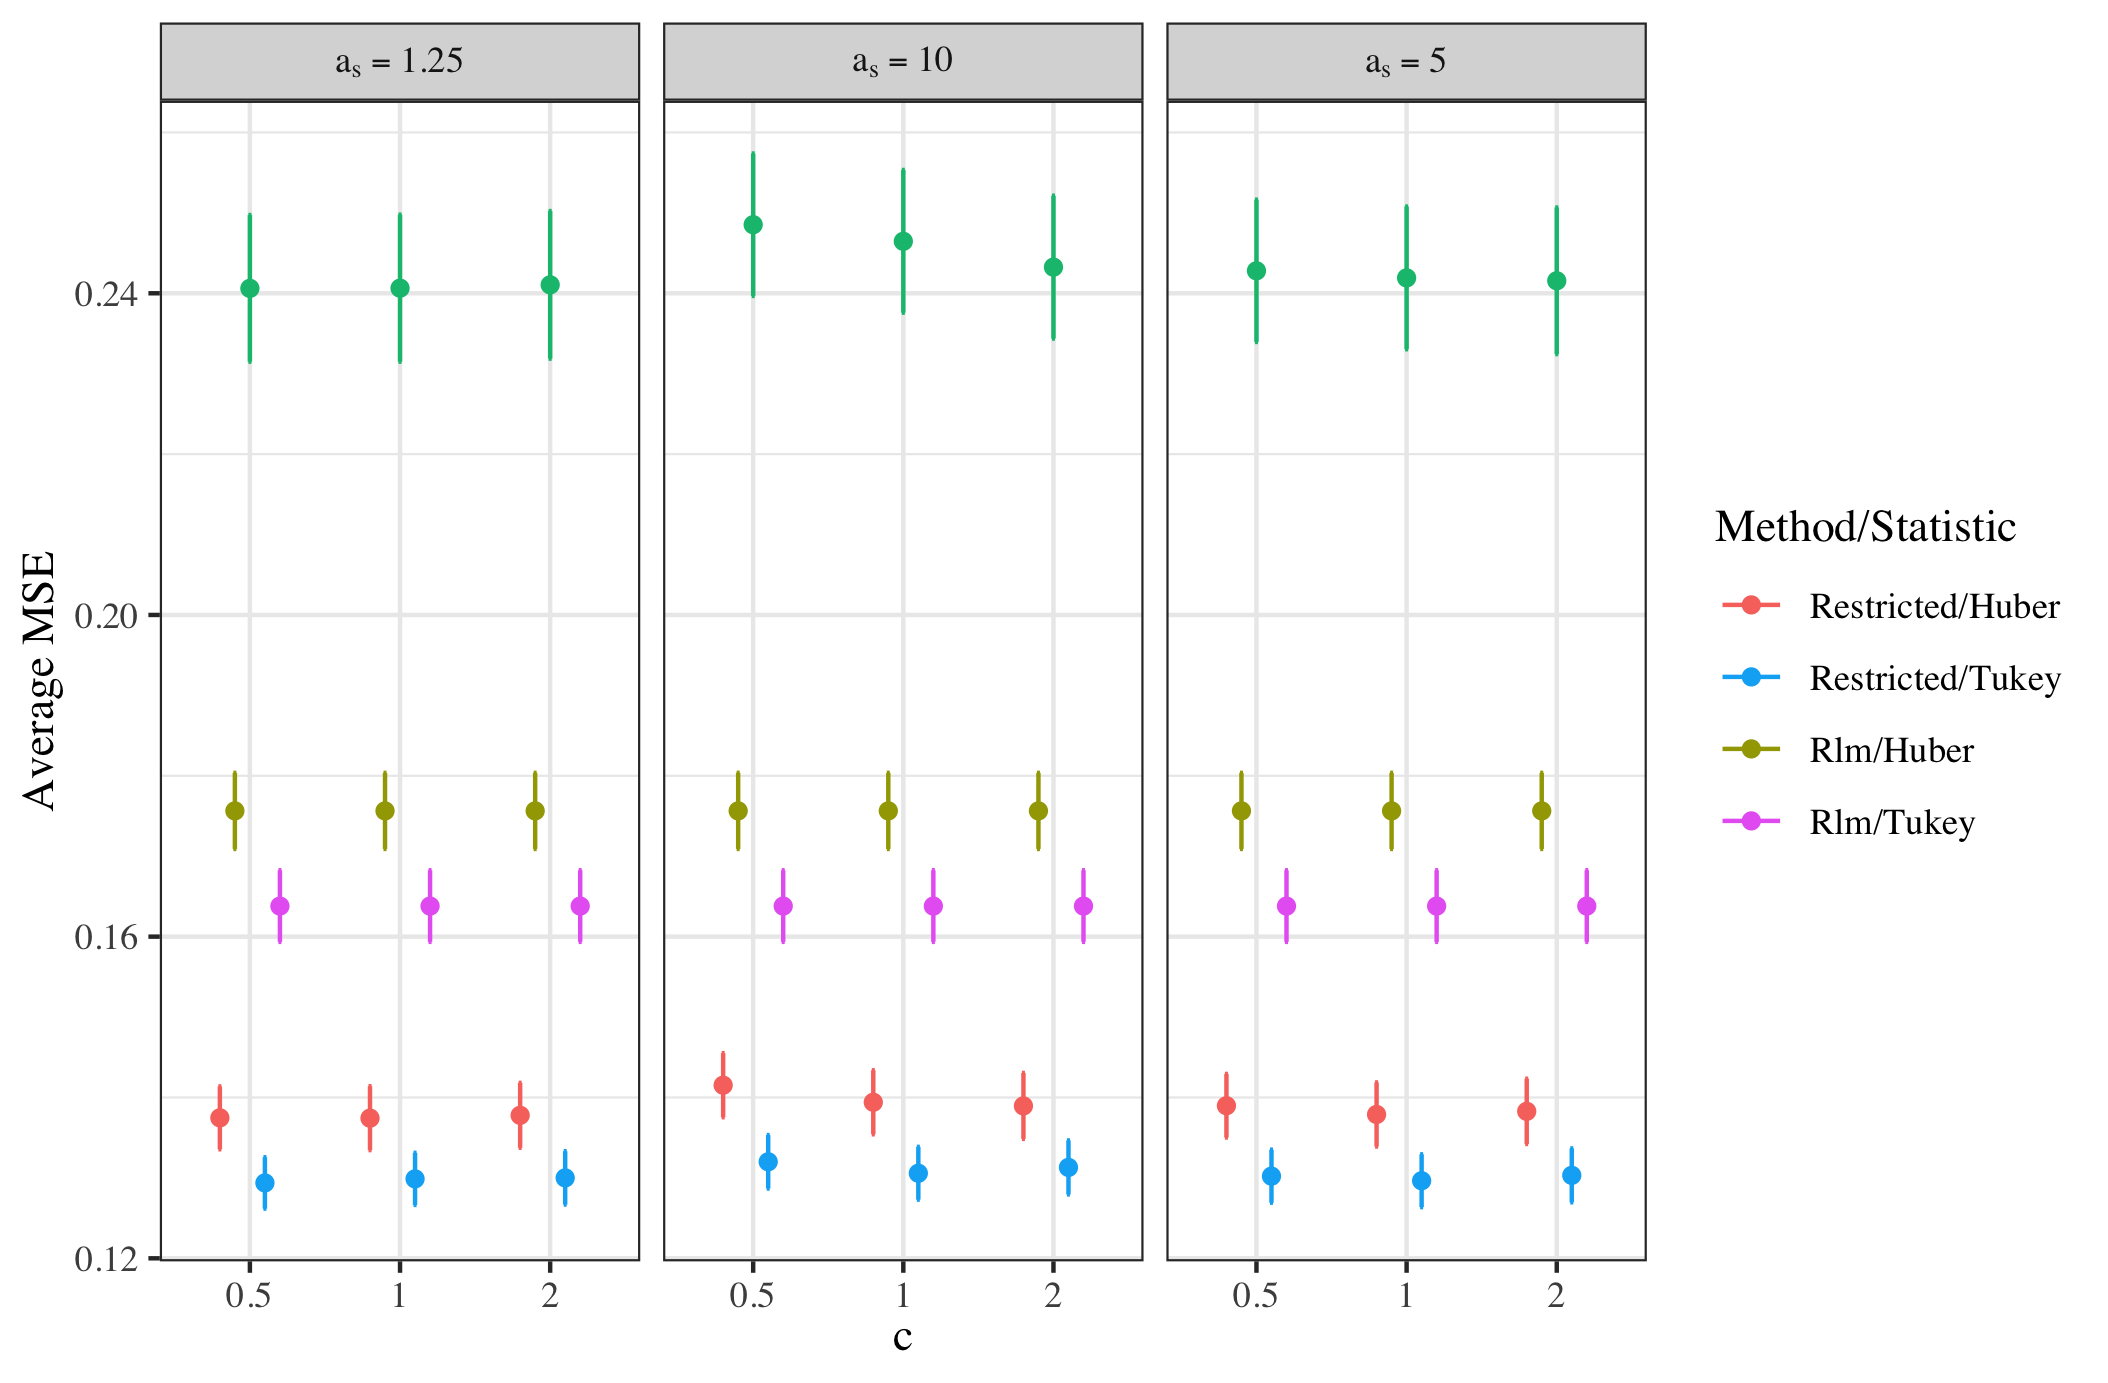 aₛ = 1.25
aₛ = 10
aₛ = 5
Average MSE
0.24
0.20
0.16
0.12
0.5 1 2
0.5 1 2
0.5 1 2
c
Method/Statistic
Restricted/Huber
Restricted/Tukey
Rlm/Huber
Rlm/Tukey